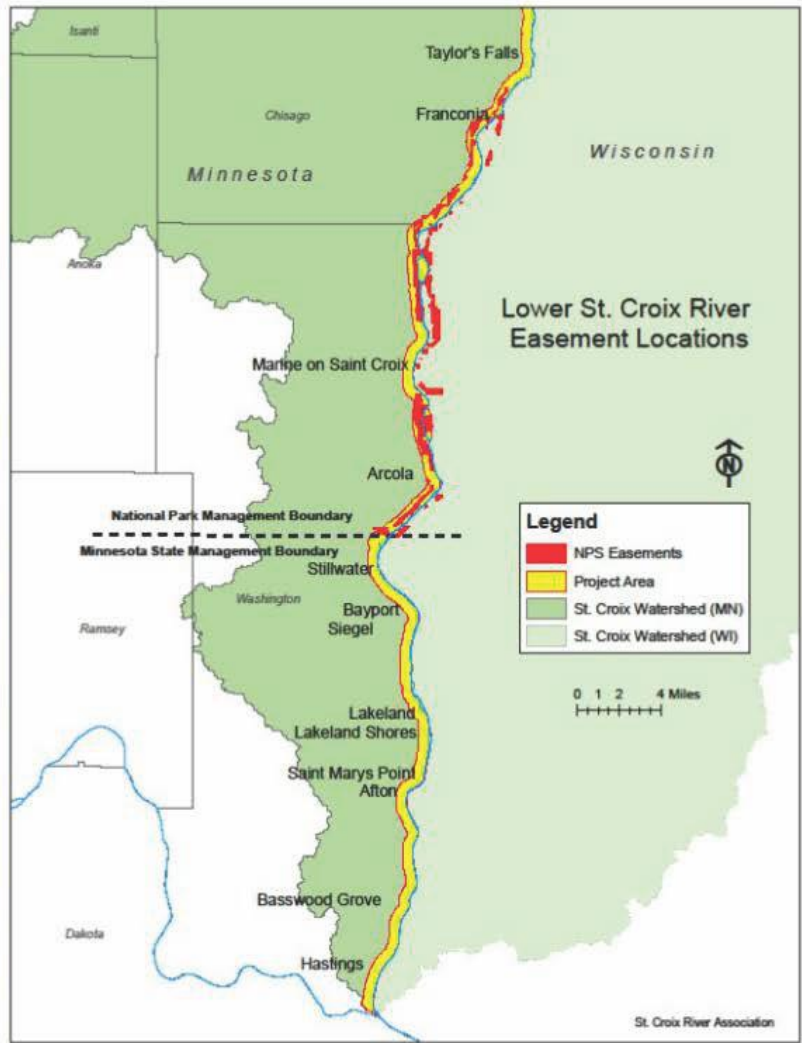 Isanti
Taylor's Falls
Chisago
Franconia
Wisconsin
Minnesota
Anoka
Lower St. Croix River
Easement Locations
Marine on Saint Croix
N
Arcola
National Park Management Boundary
Minnesota State Management Boundary
Stillwater
Washington
Bayport
Siegel
Ramsey
Legend
NPS Easements
Project Area
St. Croix Watershed (MN)
St. Croix Watershed (WI)
0 1 2 4 Miles
Lakeland
Lakeland Shores
Saint Marys Point
Afton
Basswood Grove
Dakota
Hastings
St. Croix River Association